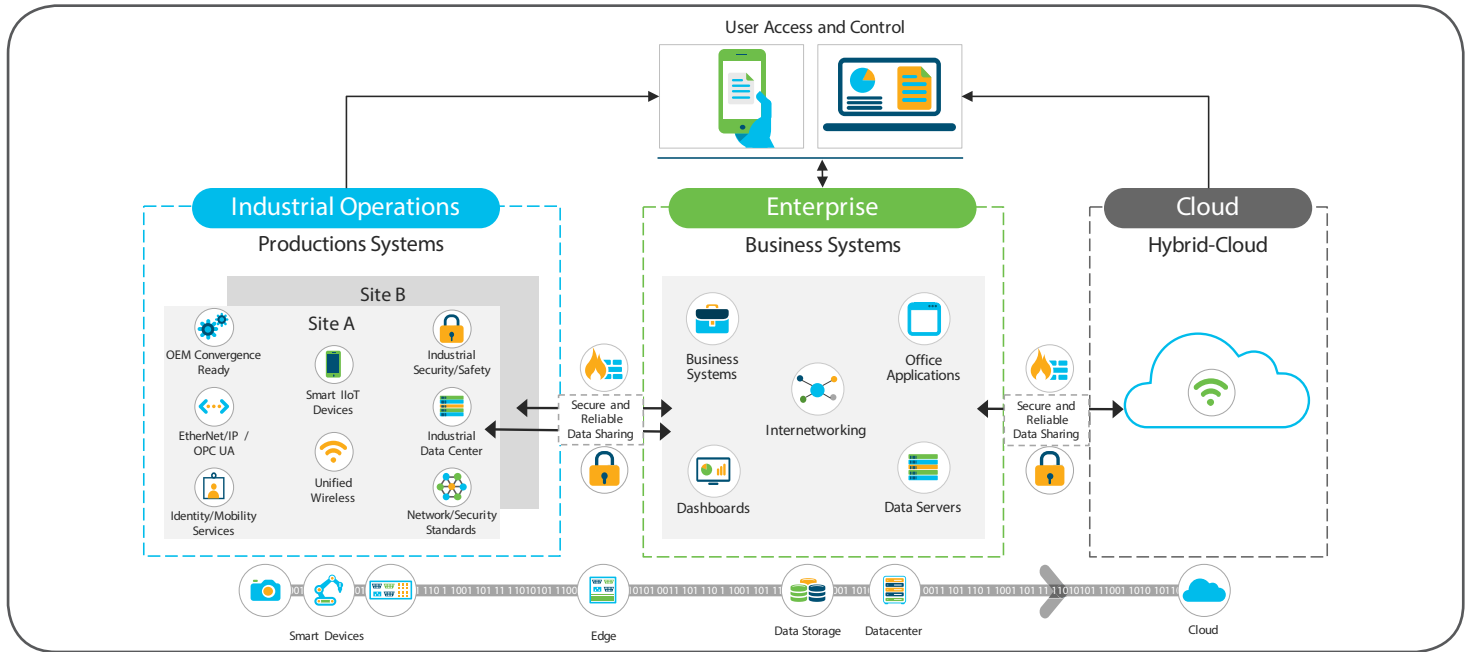 User Access and Control
Industrial Operations
Productions Systems
Site B
Site A
OEM Convergence
Ready
EtherNet/IP /
OPC UA
Identity/Mobility
Services
Smart IIoT
Devices
Unified
Wireless
Industrial
Security/Safety
Industrial
Data Center
Network/Security
Standards
Secure and
Reliable
Data Sharing
Enterprise
Business Systems
Business
Systems
Office
Applications
Internetworking
Dashboards
Data Servers
Secure and
Reliable
Data Sharing
Cloud
Hybrid-Cloud
Smart Devices
Edge
Data Storage
Datacenter
Cloud